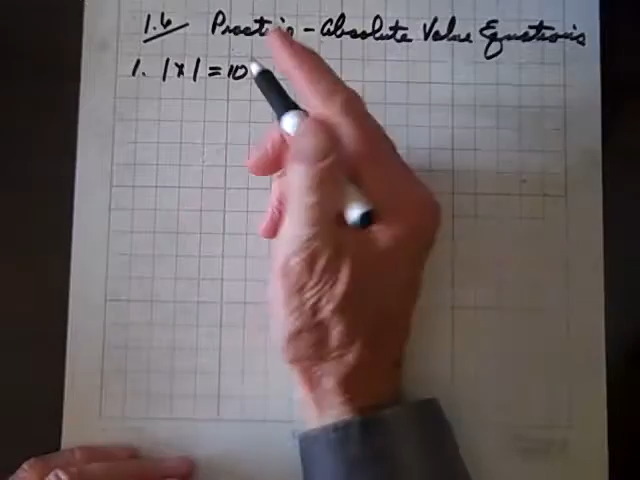 1.6 Practice - Absolute Value Equations
1. |x| = 10